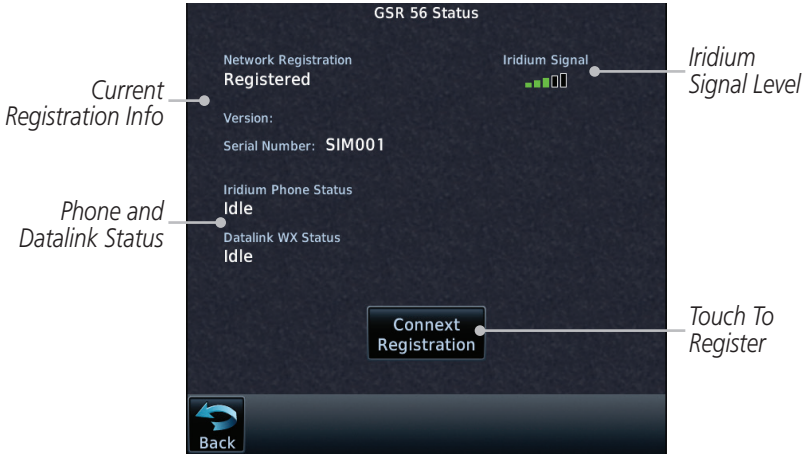 GSR 56 Status
Network Registration
Registered
Iridium Signal
Iridium
Signal Level
Current
Registration Info
Version:
Serial Number: SIM001
Iridium Phone Status
Idle
Phone and
Datalink Status
Datalink WX Status
Idle
Connext
Registration
Touch To
Register
Back